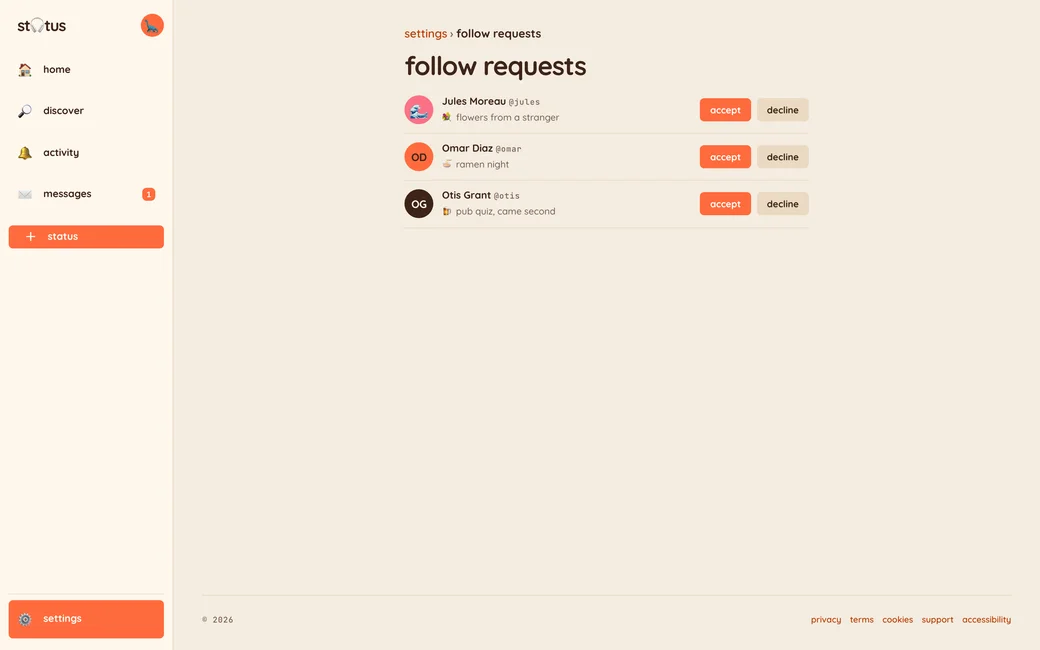 status
home
discover
activity
messages 1
+ status
settings
settings › follow requests
follow requests
Jules Moreau @jules
flowers from a stranger
accept decline
OD
Omar Diaz @omar
ramen night
accept decline
OG
Otis Grant @otis
pub quiz, came second
accept decline
© 2026
privacy terms cookies support accessibility